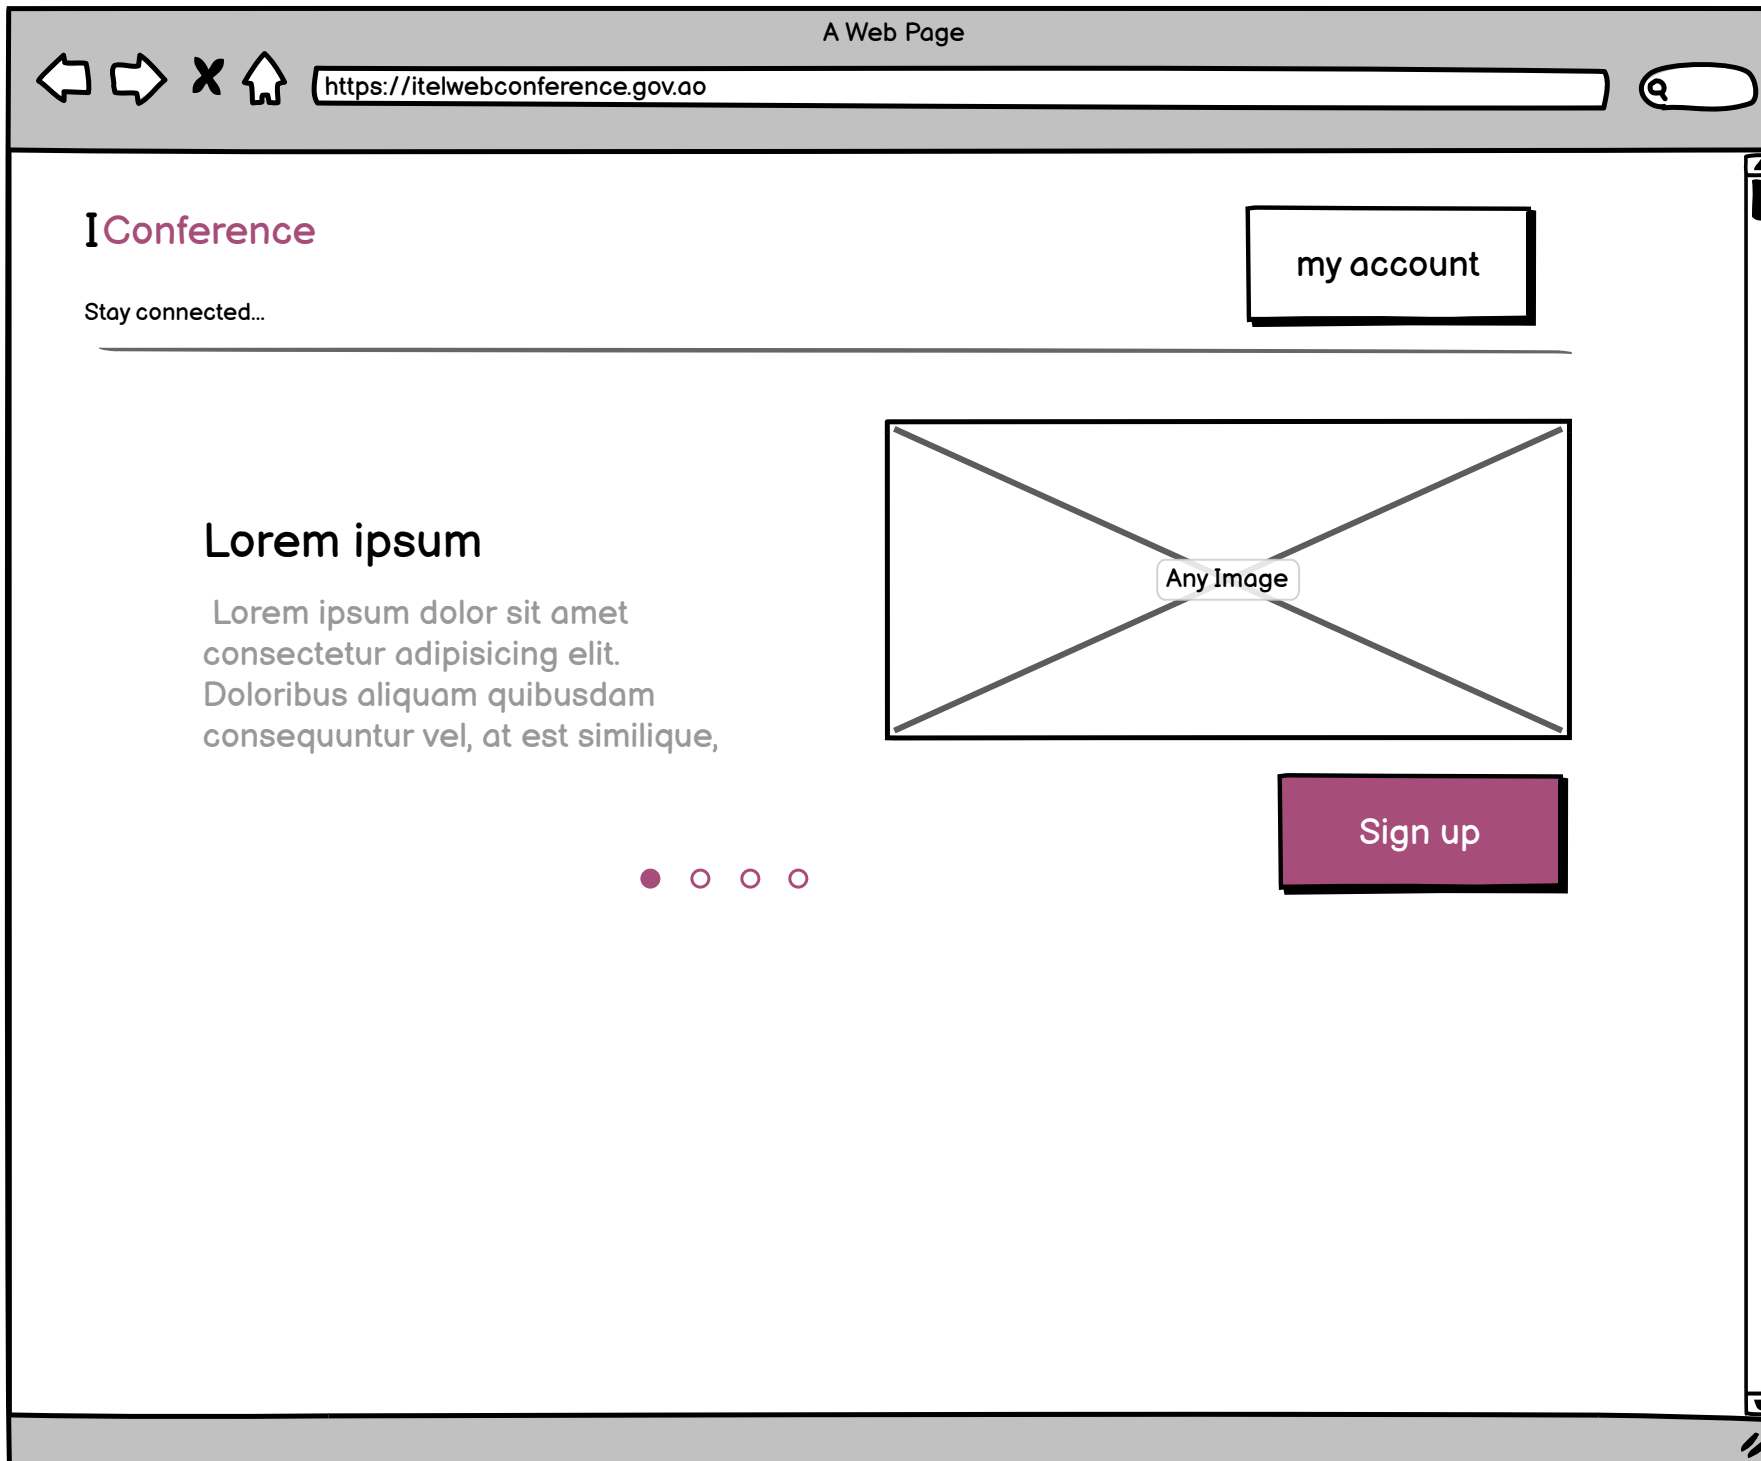 A Web Page
https://itelwebconference.gov.ao
I Conference
my account
Stay connected...
Lorem ipsum
Lorem ipsum dolor sit amet
consectetur adipisicing elit.
Doloribus aliquam quibusdam
consequuntur vel, at est similique,
Any Image
Sign up